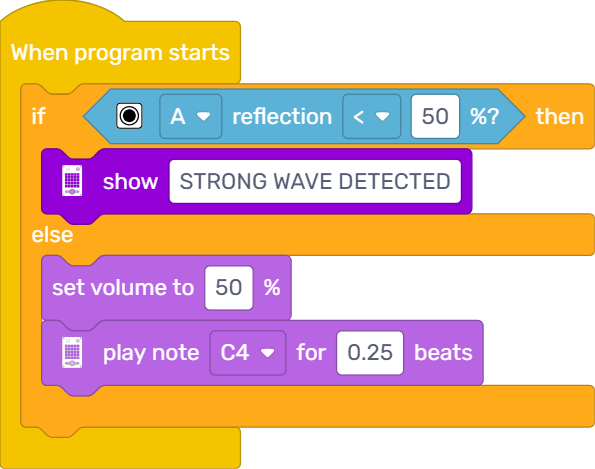 When program starts
if A reflection < 50 %? then
show STRONG WAVE DETECTED
else
set volume to 50 %
play note C4 for 0.25 beats